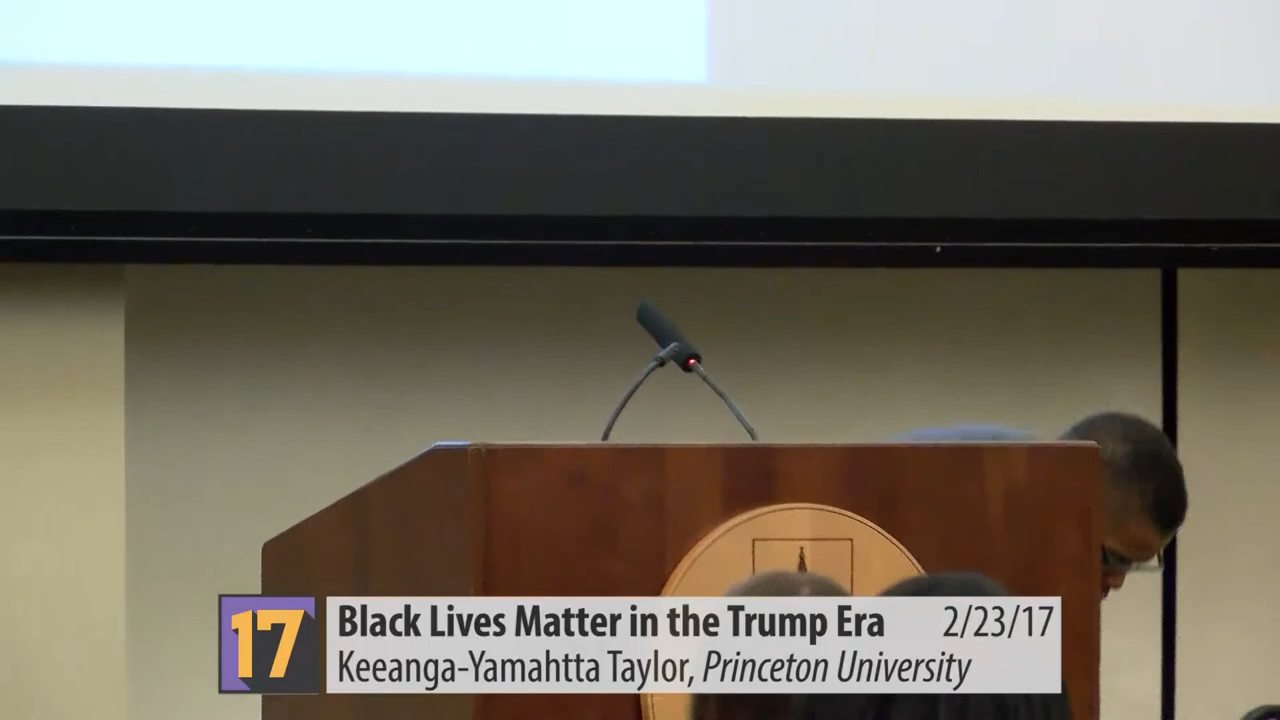 17
Black Lives Matter in the Trump Era 2/23/17
Keeanga-Yamahtta Taylor, Princeton University